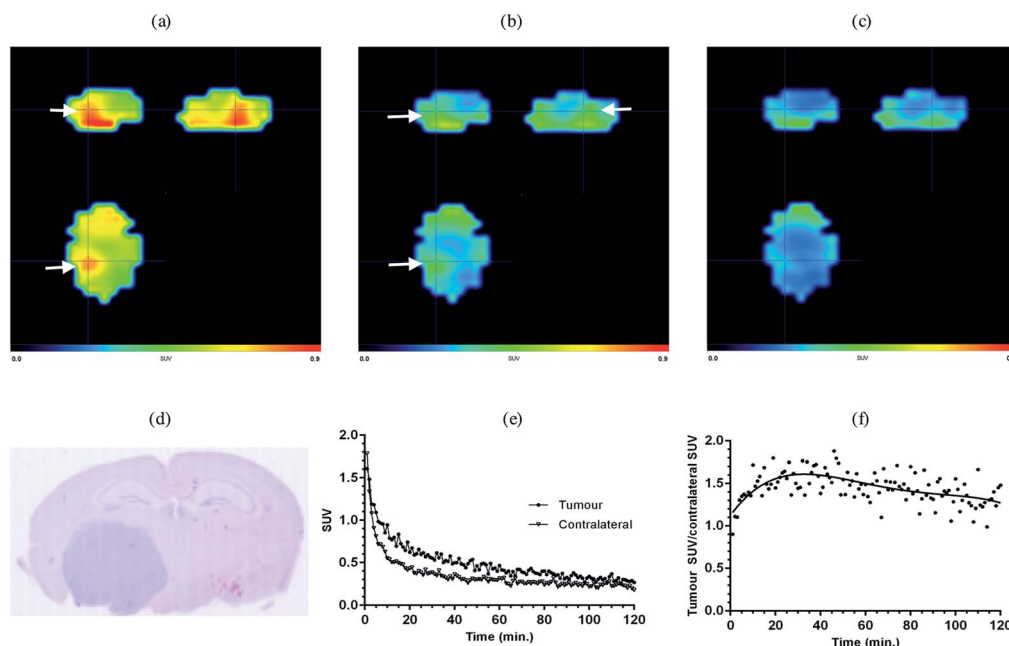 (a)
(b)
(c)
0.0 SUV 0.9
0.0 SUV 0.9
0.0 SUV 0
(d)
(e)
(f)
2.0
1.5
1.0
0.5
0.0
SUV
Tumour
Contralateral
0 20 40 60 80 100 120
Time (min.)
2.0
1.5
1.0
0.5
0.0
Tumour SUV/contralateral SUV
0 20 40 60 80 100 120
Time (min.)